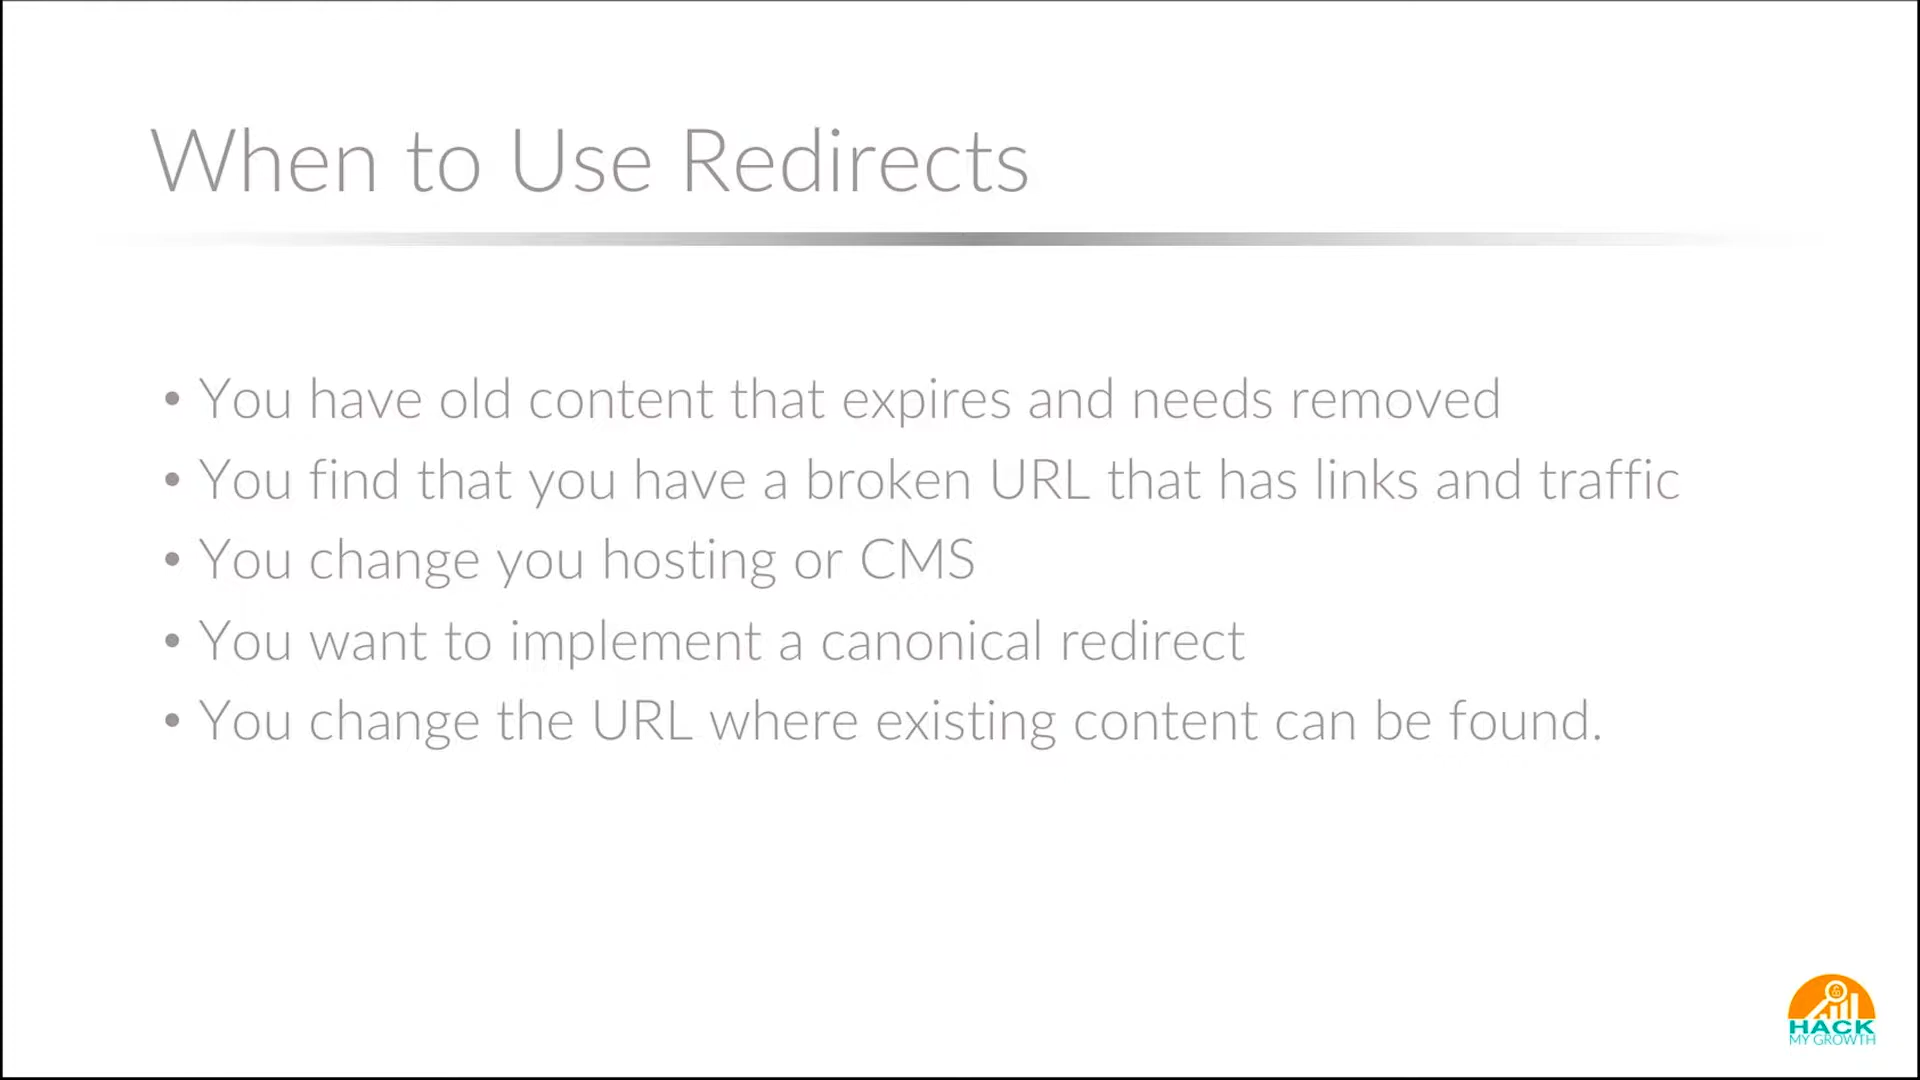 When to Use Redirects
• You have old content that expires and needs removed
• You find that you have a broken URL that has links and traffic
• You change you hosting or CMS
• You want to implement a canonical redirect
• You change the URL where existing content can be found.
HACK
MY GROWTH